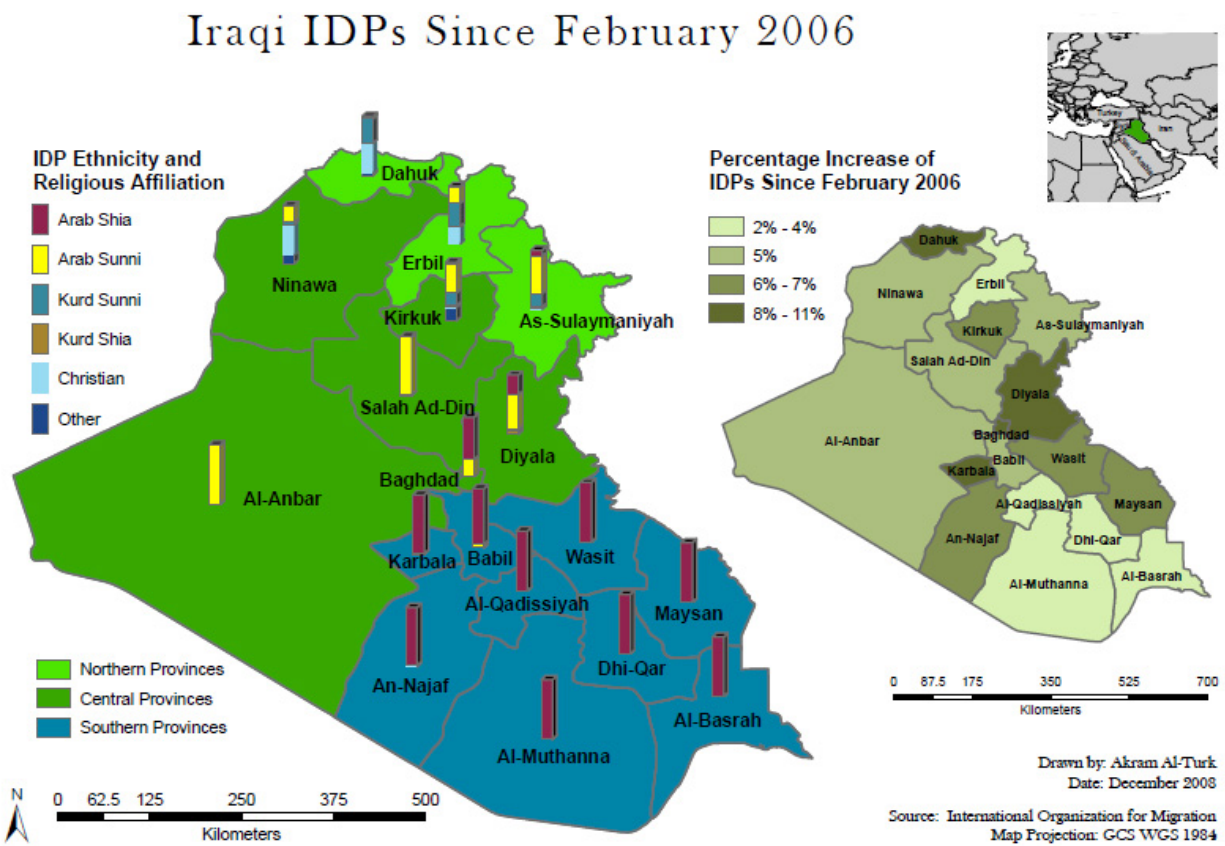 Iraqi IDPs Since February 2006
IDP Ethnicity and
Religious Affiliation
Arab Shia
Arab Sunni
Kurd Sunni
Kurd Shia
Christian
Other
Dahuk
Ninawa
Erbil
Kirkuk
As-Sulaymaniyah
Salah Ad-Din
Diyala
Baghdad
Al-Anbar
Karbala
Babil
Wasit
Al-Qadissiyah
Maysan
An-Najaf
Dhi-Qar
Al-Basrah
Al-Muthanna
Northern Provinces
Central Provinces
Southern Provinces
N
0 62.5 125 250 375 500
Kilometers
Turkey
Iran
Saudi Arabia
Percentage Increase of
IDPs Since February 2006
2% - 4%
5%
6% - 7%
8% - 11%
Dahuk
Erbil
Ninawa
Kirkuk
As-Sulaymaniyah
Salah Ad-Din
Diyala
Al-Anbar
Baghdad
Babil
Wasit
Karbala
Al-Qadissiyah
Maysan
An-Najaf
Dhi-Qar
Al-Basrah
Al-Muthanna
0 87.5 175 350 525 700
Kilometers
Drawn by: Akram Al-Turk
Date: December 2008
Source: International Organization for Migration
Map Projection: GCS WGS 1984